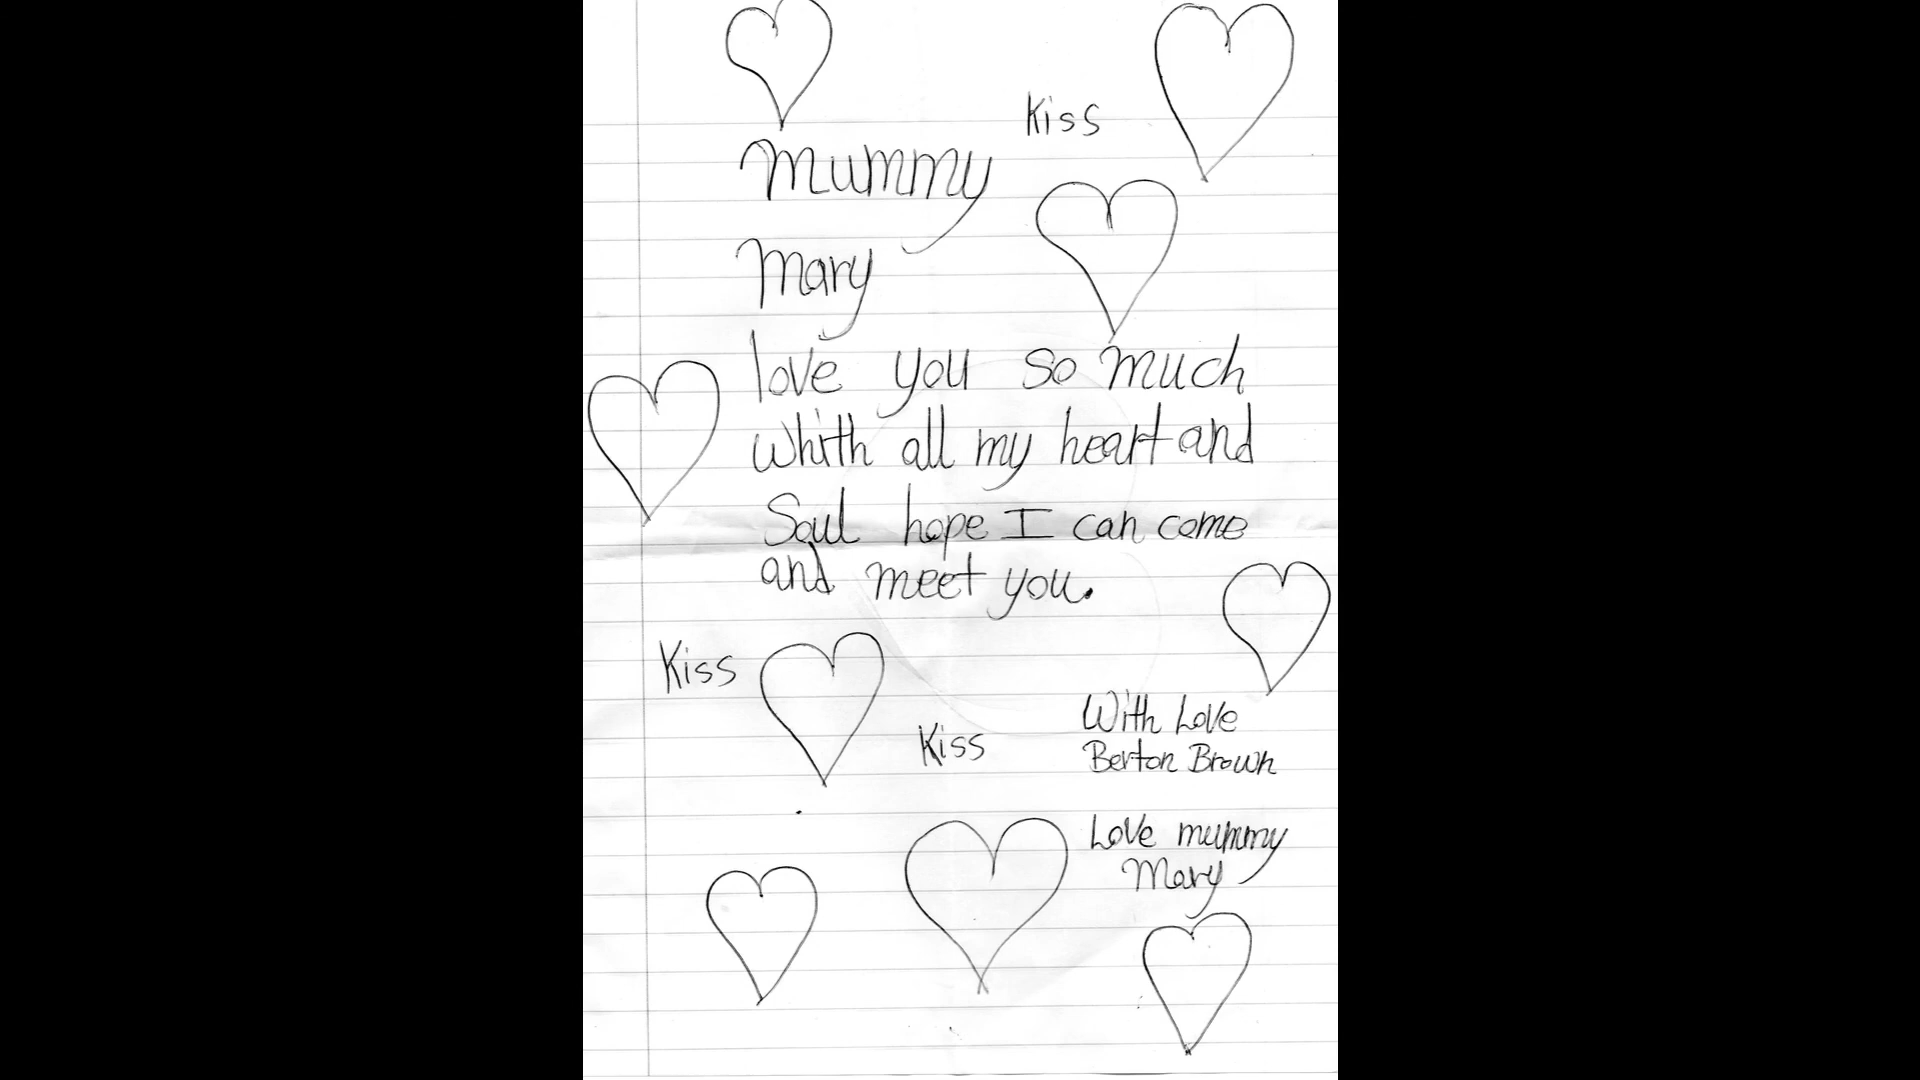 Kiss
Mummy
Mary
love you so much
whith all my heart and
Soul hope I can come
and meet you.
Kiss
Kiss
With Love
Berton Brown
Love mummy
Mary